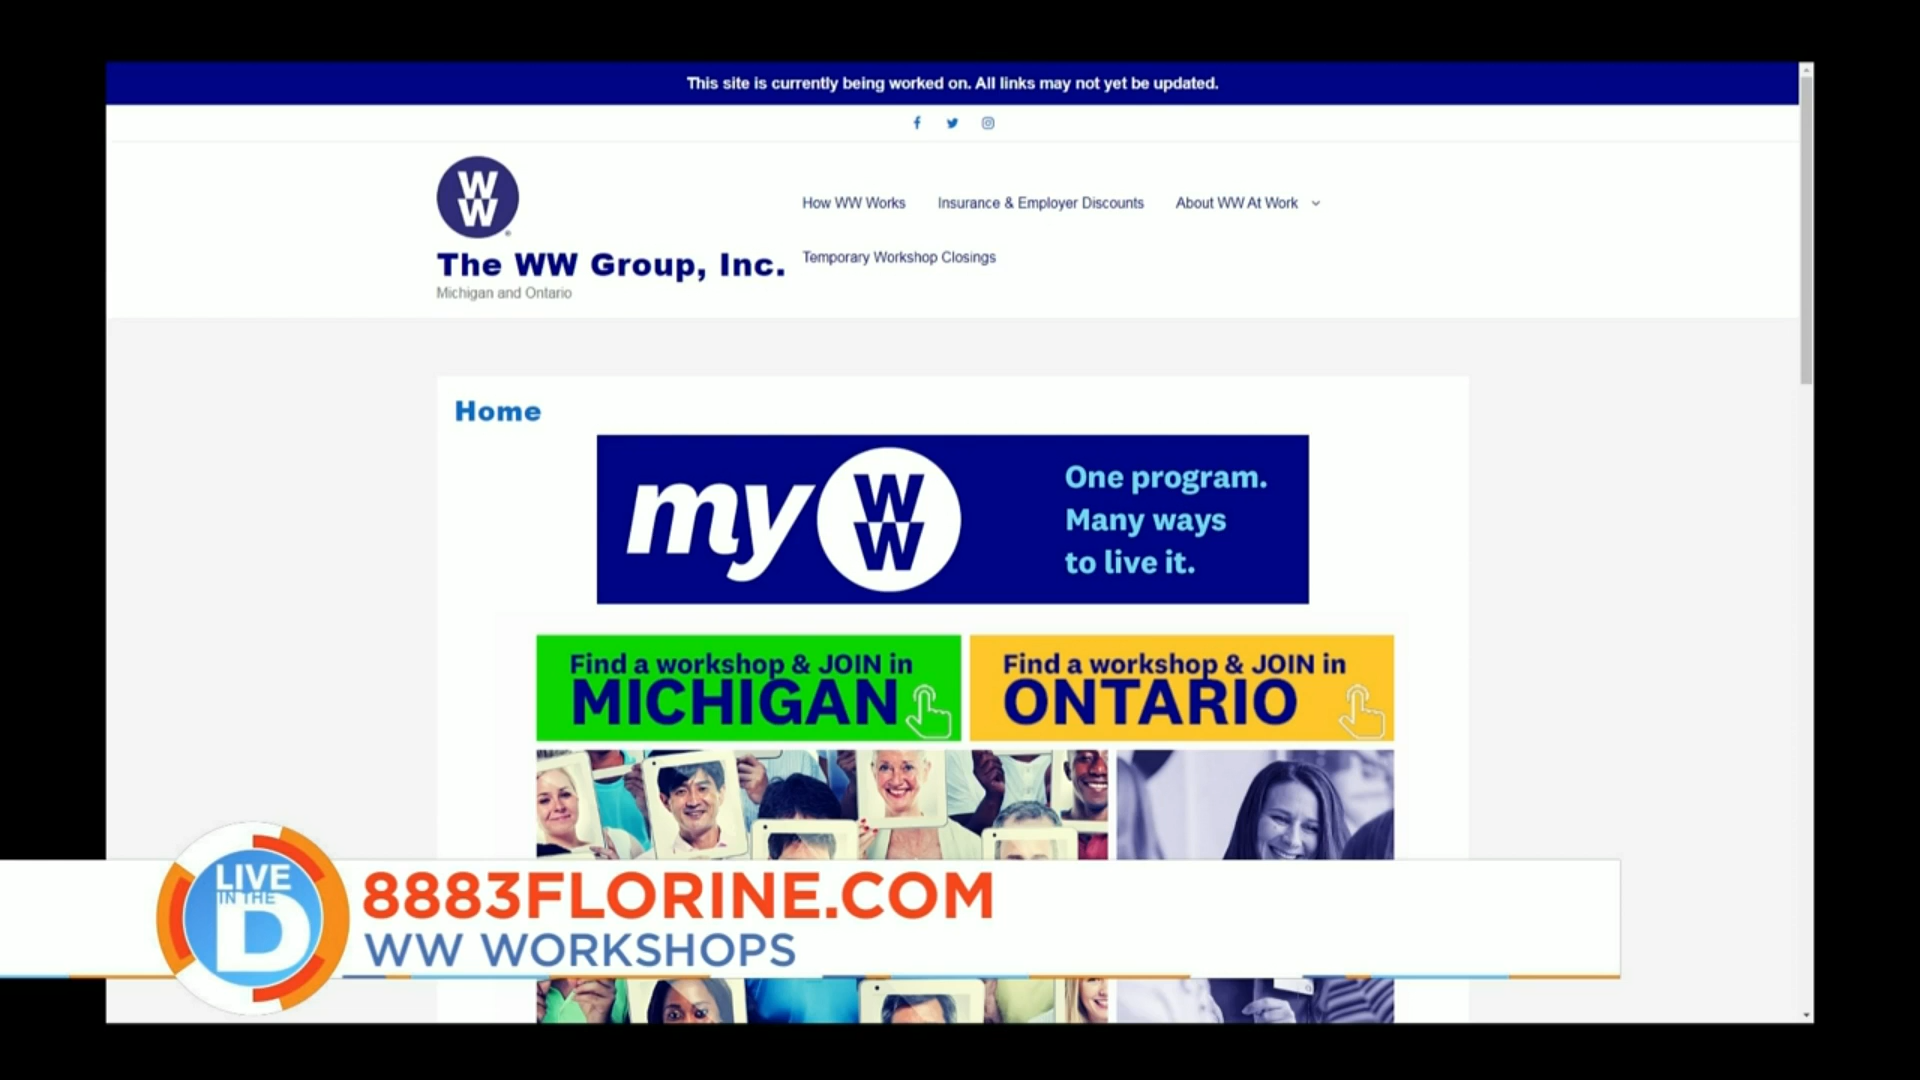 This site is currently being worked on. All links may not yet be updated.
W
W
The WW Group, Inc.
Michigan and Ontario
How WW Works Insurance & Employer Discounts About WW At Work
Temporary Workshop Closings
Home
my
W
W
One program.
Many ways
to live it.
Find a workshop & JOIN in
MICHIGAN
Find a workshop & JOIN in
ONTARIO
LIVE
IN THE
D
8883FLORINE.COM
WW WORKSHOPS